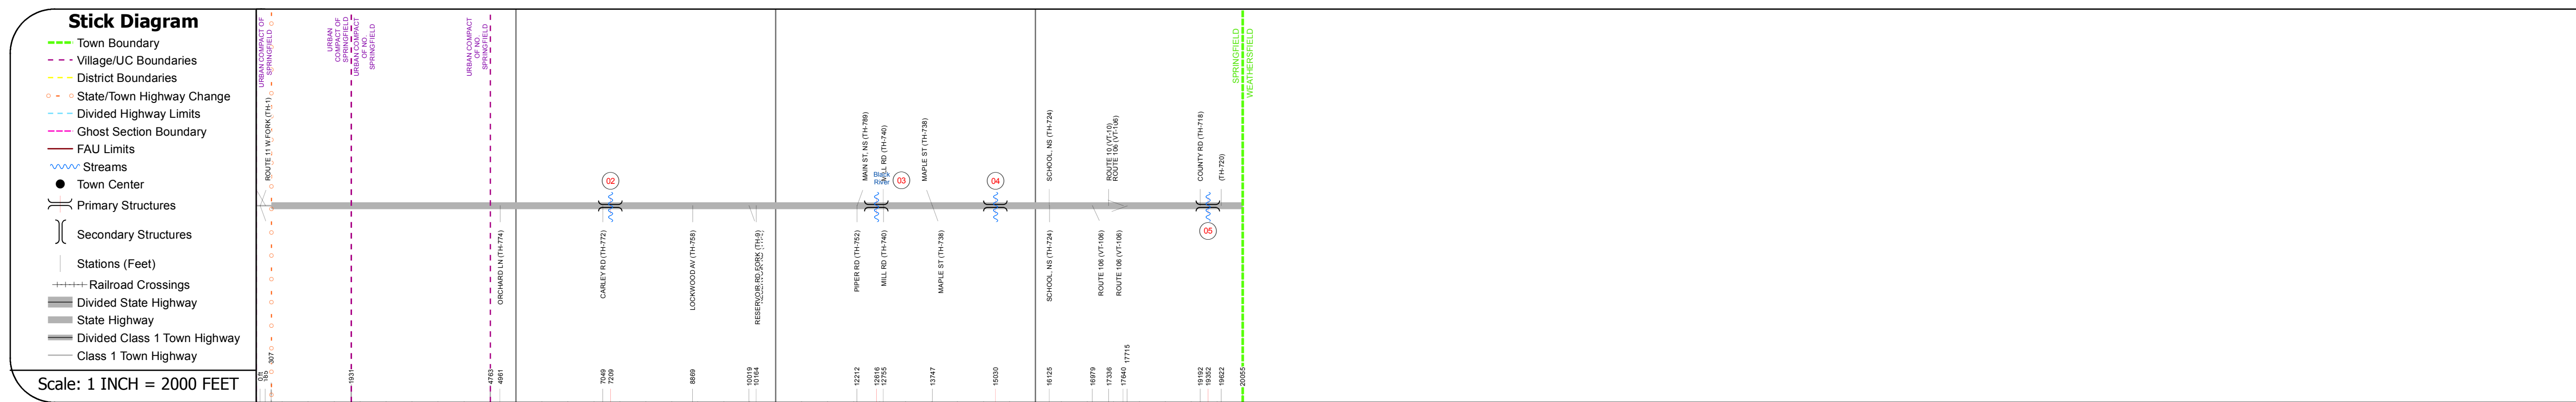 Stick Diagram
Town Boundary
Village/UC Boundaries
District Boundaries
State/Town Highway Change
Divided Highway Limits
Ghost Section Boundary
FAU Limits
Streams
Town Center
Primary Structures
Secondary Structures
Stations (Feet)
Railroad Crossings
Divided State Highway
State Highway
Divided Class 1 Town Highway
Class 1 Town Highway
Scale: 1 INCH = 2000 FEET
URBAN COMPACT OF
SPRINGFIELD
URBAN
COMPACT OF
SPRINGFIELD
URBAN COMPACT
OF NO.
SPRINGFIELD
URBAN COMPACT
OF NO.
SPRINGFIELD
SPRINGFIELD
WEATHERSFIELD
ROUTE 11 W FORK (TH-1)
MAIN ST, NS (TH-789)
MILL RD (TH-740)
MAPLE ST (TH-738)
SCHOOL, NS (TH-724)
ROUTE 10 (VT-10)
ROUTE 106 (VT-106)
COUNTY RD (TH-718)
(TH-720)
02
Black
River
03
04
05
ORCHARD LN (TH-774)
CARLEY RD (TH-772)
LOCKWOOD AV (TH-758)
RESERVOIR RD FORK (TH-9)
PIPER RD (TH-752)
MILL RD (TH-740)
MAPLE ST (TH-738)
SCHOOL, NS (TH-724)
ROUTE 106 (VT-106)
ROUTE 106 (VT-106)
0 ft
307
1931
4763
4961
7049
7209
8869
10019
10164
12212
12616
12755
13747
15030
16125
16979
17336
17640
17715
19192
19352
19622
20055